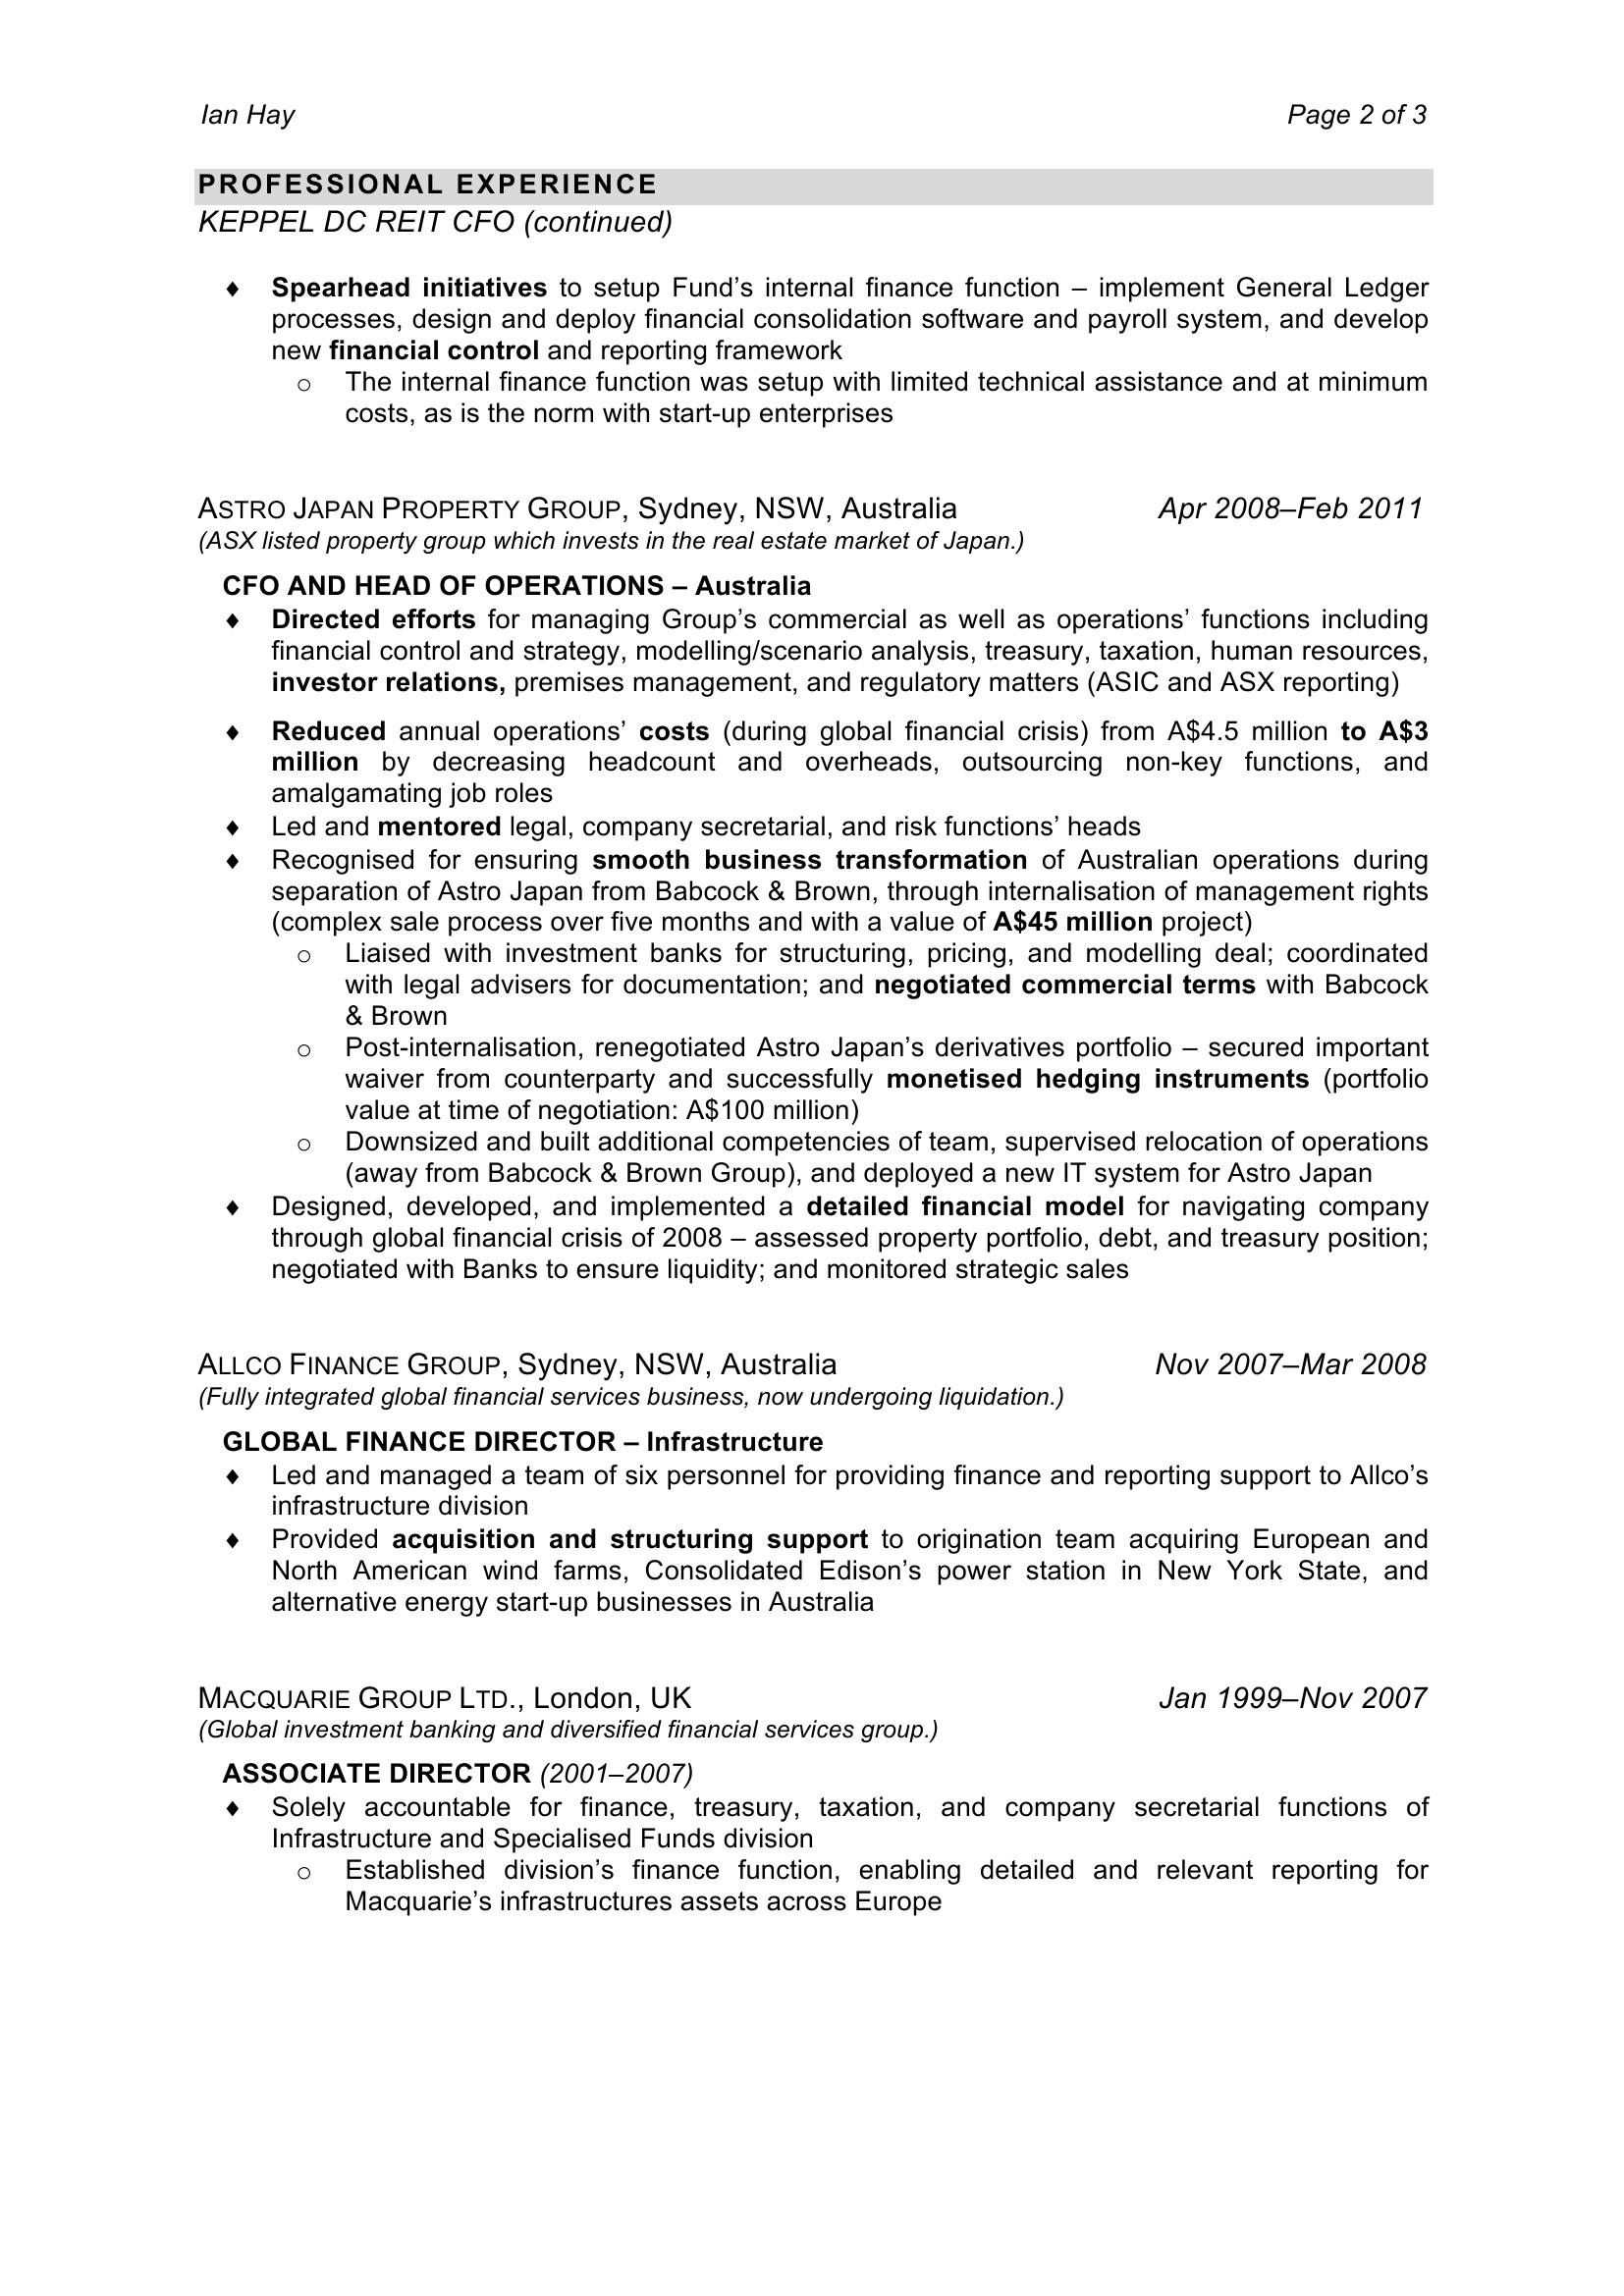 Ian Hay Page 2 of 3
PROFESSIONAL EXPERIENCE
KEPPEL DC REIT CFO (continued)
♦ Spearhead initiatives to setup Fund’s internal finance function – implement General Ledger
processes, design and deploy financial consolidation software and payroll system, and develop
new financial control and reporting framework
o The internal finance function was setup with limited technical assistance and at minimum
costs, as is the norm with start-up enterprises
ASTRO JAPAN PROPERTY GROUP, Sydney, NSW, Australia Apr 2008–Feb 2011
(ASX listed property group which invests in the real estate market of Japan.)
CFO AND HEAD OF OPERATIONS – Australia
♦ Directed efforts for managing Group’s commercial as well as operations’ functions including
financial control and strategy, modelling/scenario analysis, treasury, taxation, human resources,
investor relations, premises management, and regulatory matters (ASIC and ASX reporting)
♦ Reduced annual operations’ costs (during global financial crisis) from A$4.5 million to A$3
million by decreasing headcount and overheads, outsourcing non-key functions, and
amalgamating job roles
♦ Led and mentored legal, company secretarial, and risk functions’ heads
♦ Recognised for ensuring smooth business transformation of Australian operations during
separation of Astro Japan from Babcock & Brown, through internalisation of management rights
(complex sale process over five months and with a value of A$45 million project)
o Liaised with investment banks for structuring, pricing, and modelling deal; coordinated
with legal advisers for documentation; and negotiated commercial terms with Babcock
& Brown
o Post-internalisation, renegotiated Astro Japan’s derivatives portfolio – secured important
waiver from counterparty and successfully monetised hedging instruments (portfolio
value at time of negotiation: A$100 million)
o Downsized and built additional competencies of team, supervised relocation of operations
(away from Babcock & Brown Group), and deployed a new IT system for Astro Japan
♦ Designed, developed, and implemented a detailed financial model for navigating company
through global financial crisis of 2008 – assessed property portfolio, debt, and treasury position;
negotiated with Banks to ensure liquidity; and monitored strategic sales
ALLCO FINANCE GROUP, Sydney, NSW, Australia Nov 2007–Mar 2008
(Fully integrated global financial services business, now undergoing liquidation.)
GLOBAL FINANCE DIRECTOR – Infrastructure
♦ Led and managed a team of six personnel for providing finance and reporting support to Allco’s
infrastructure division
♦ Provided acquisition and structuring support to origination team acquiring European and
North American wind farms, Consolidated Edison’s power station in New York State, and
alternative energy start-up businesses in Australia
MACQUARIE GROUP LTD., London, UK Jan 1999–Nov 2007
(Global investment banking and diversified financial services group.)
ASSOCIATE DIRECTOR (2001–2007)
♦ Solely accountable for finance, treasury, taxation, and company secretarial functions of
Infrastructure and Specialised Funds division
o Established division’s finance function, enabling detailed and relevant reporting for
Macquarie’s infrastructures assets across Europe